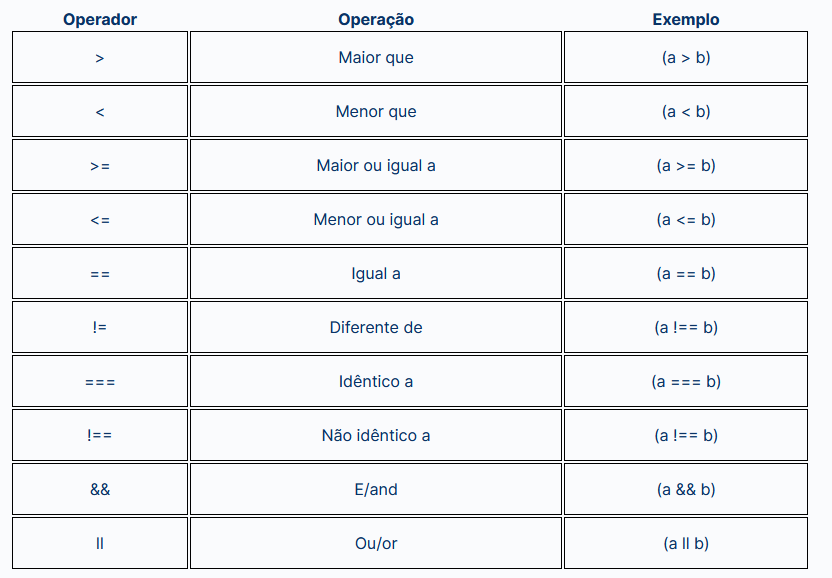 Operador Operação Exemplo
> Maior que (a > b)
< Menor que (a < b)
>= Maior ou igual a (a >= b)
<= Menor ou igual a (a <= b)
== Igual a (a == b)
!= Diferente de (a !== b)
=== Idêntico a (a === b)
!== Não idêntico a (a !== b)
&& E/and (a && b)
ll Ou/or (a ll b)